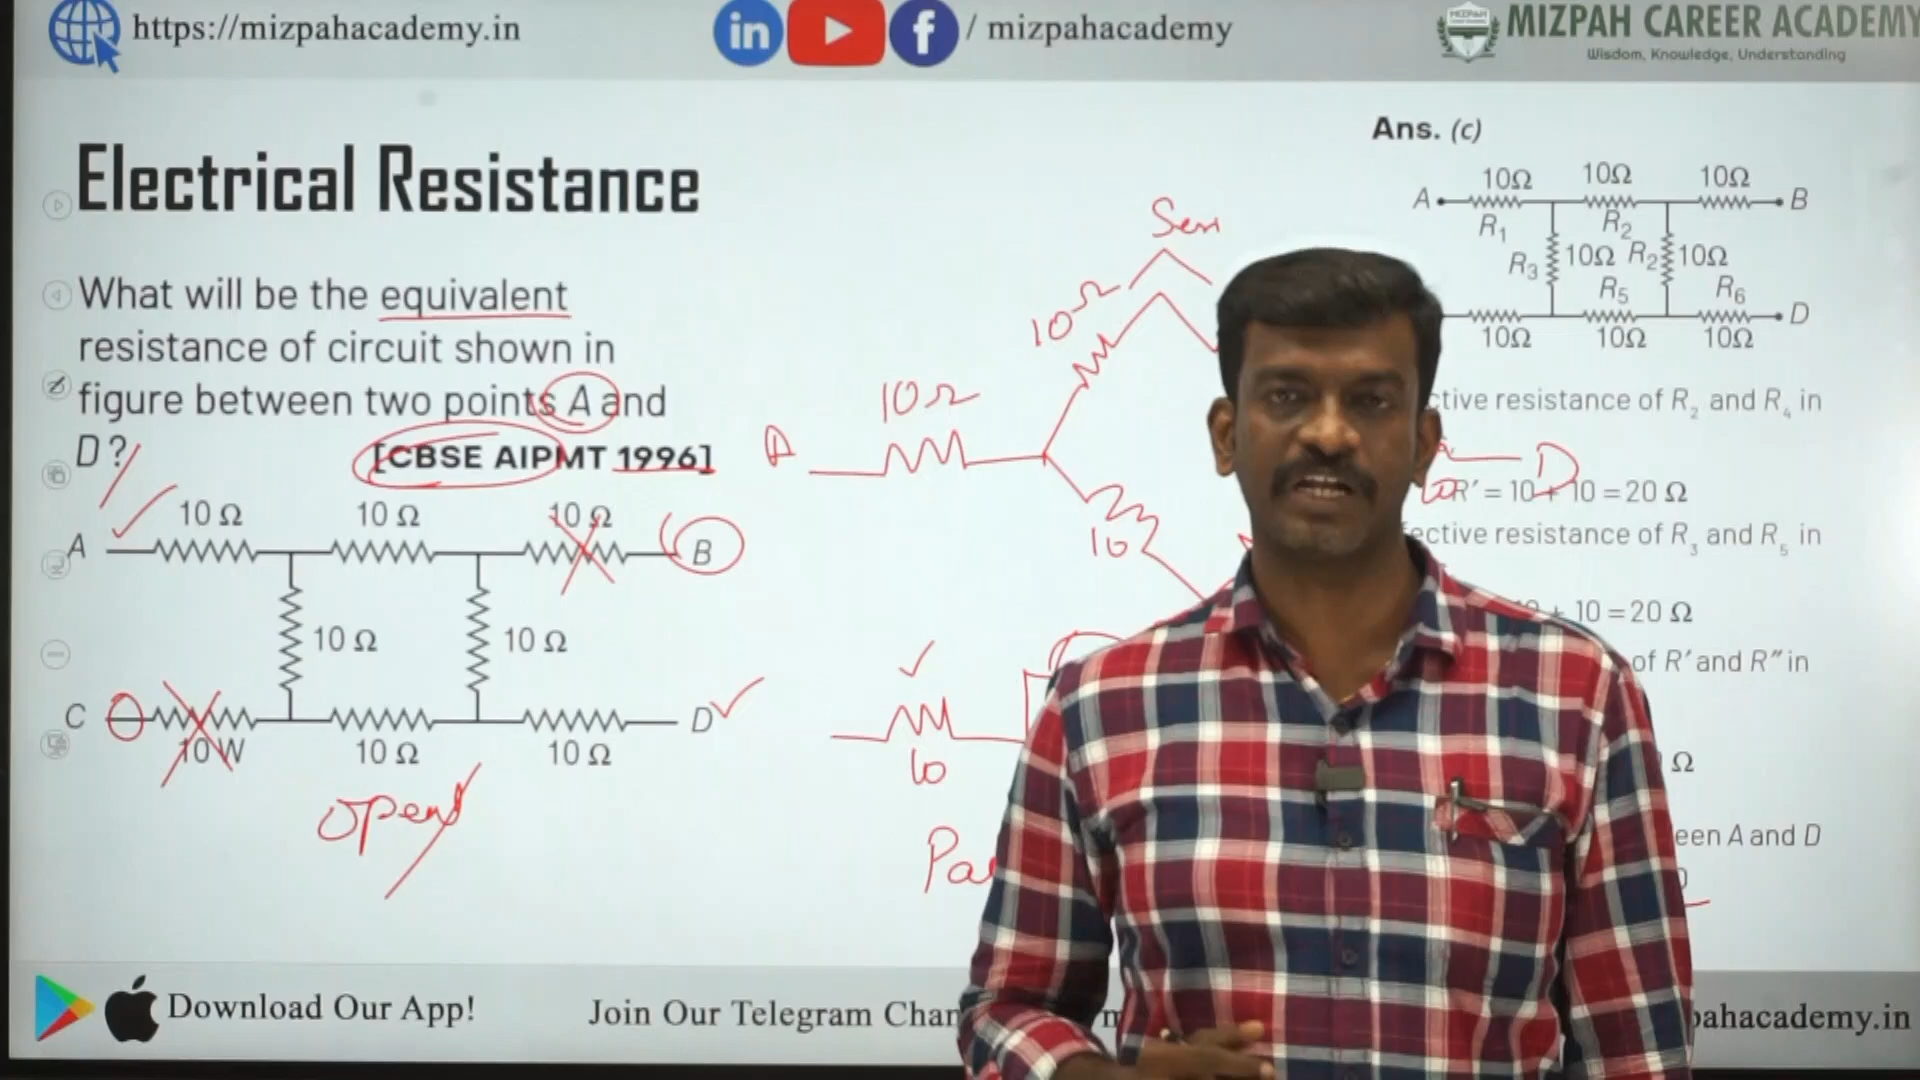 https://mizpahacademy.in
in f / mizpahacademy
MIZPAH CAREER ACADEMY
Wisdom, Knowledge, Understanding
Electrical Resistance
What will be the equivalent
resistance of circuit shown in
figure between two points A and
D?
[CBSE AIPMT 1996]
10 Ω 10 Ω 10 Ω
A B
10 Ω 10 Ω
C D
10 W 10 Ω 10 Ω
open
A 10Ω 10Ω
10
10
D
Ans. (c)
10Ω 10Ω 10Ω
A B
R1 R2
R3 10Ω R2 10Ω
R5 R6
D
10Ω 10Ω 10Ω
ctive resistance of R2 and R4 in
R′ = 10 + 10 = 20 Ω
ective resistance of R3 and R5 in
+ 10 = 20 Ω
of R′ and R″ in
Ω
een A and D
Download Our App!
Join Our Telegram Chan
pahacademy.in